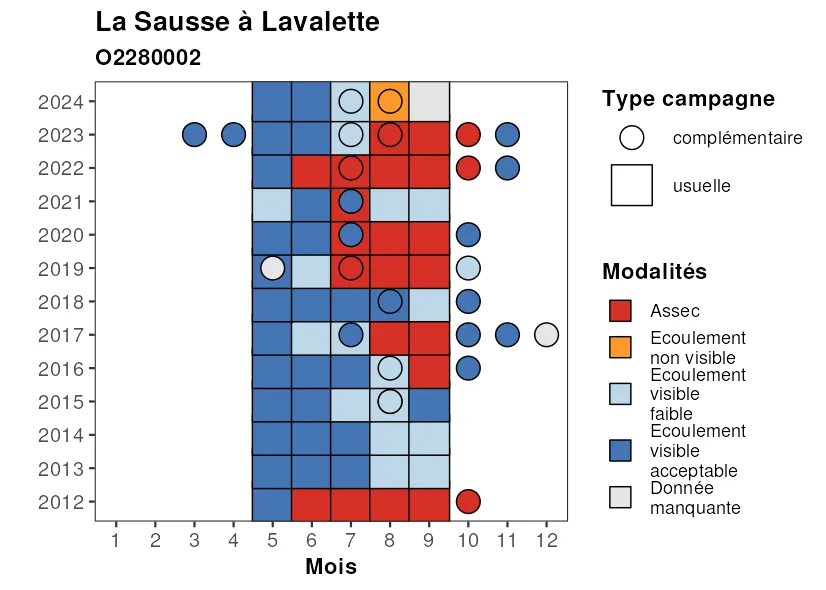 La Sausse à Lavalette
O2280002
2024
2023
2022
2021
2020
2019
2018
2017
2016
2015
2014
2013
2012
1 2 3 4 5 6 7 8 9 10 11 12
Mois
Type campagne
complémentaire
usuelle
Modalités
Assec
Ecoulement
non visible
Ecoulement
visible
faible
Ecoulement
visible
acceptable
Donnée
manquante